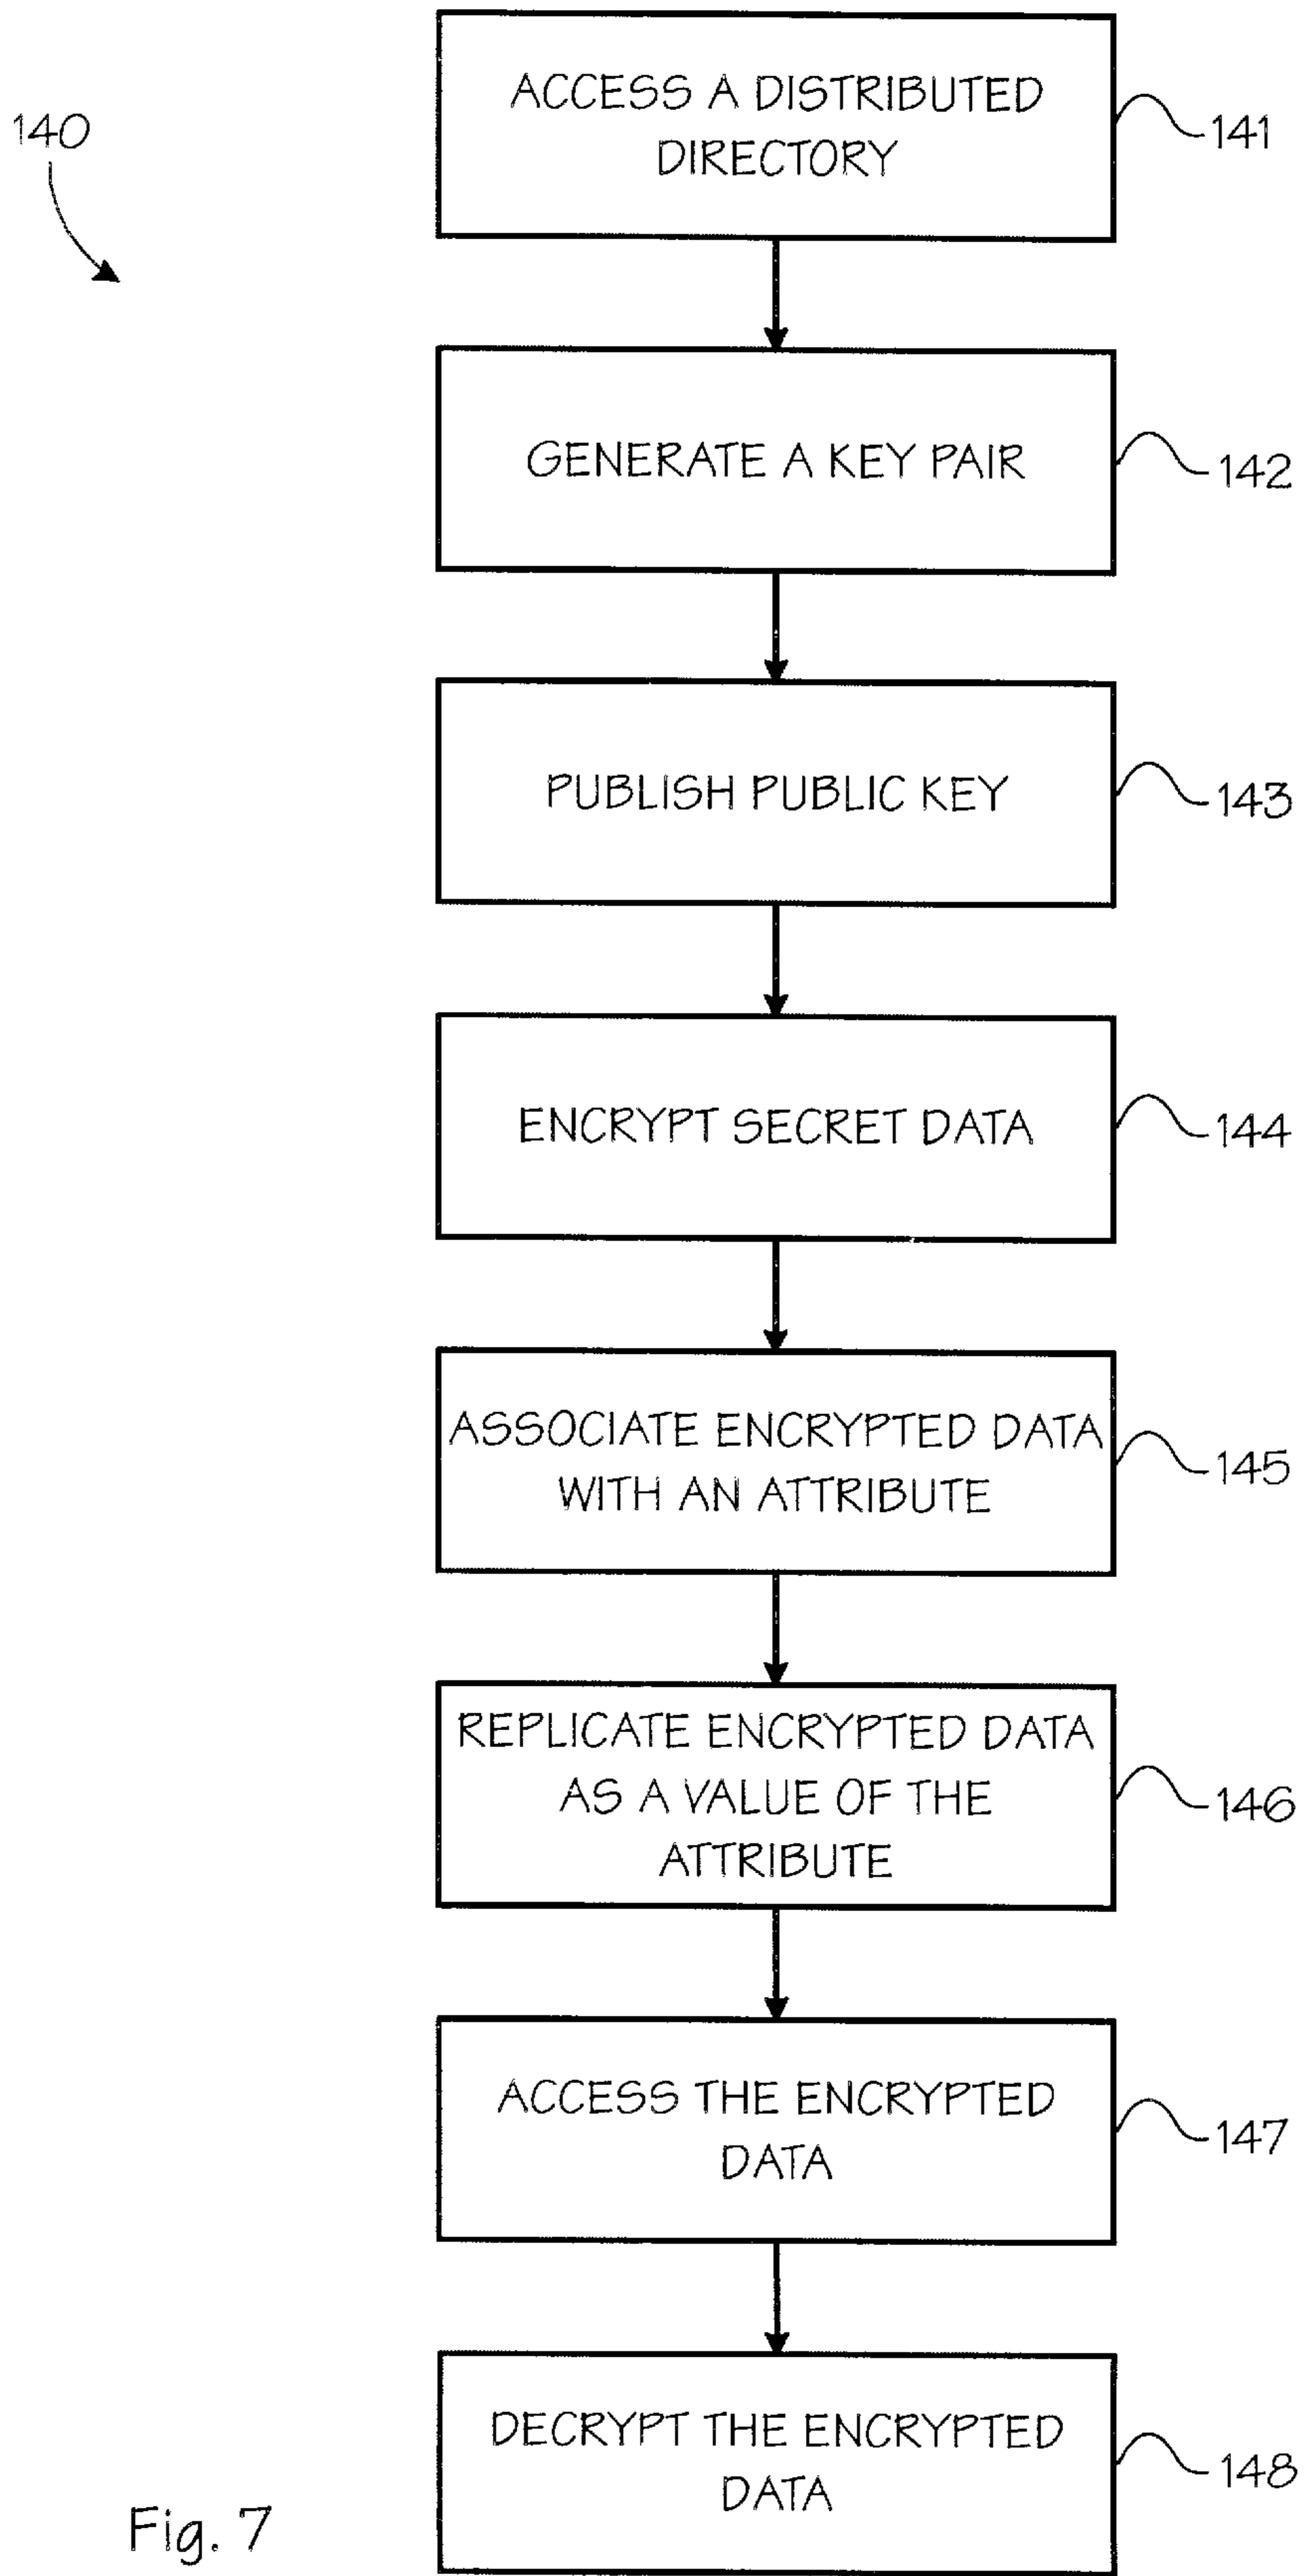 140
ACCESS A DISTRIBUTED
DIRECTORY
141
GENERATE A KEY PAIR
142
PUBLISH PUBLIC KEY
143
ENCRYPT SECRET DATA
144
ASSOCIATE ENCRYPTED DATA
WITH AN ATTRIBUTE
145
REPLICATE ENCRYPTED DATA
AS A VALUE OF THE
ATTRIBUTE
146
ACCESS THE ENCRYPTED
DATA
147
DECRYPT THE ENCRYPTED
DATA
148
Fig. 7